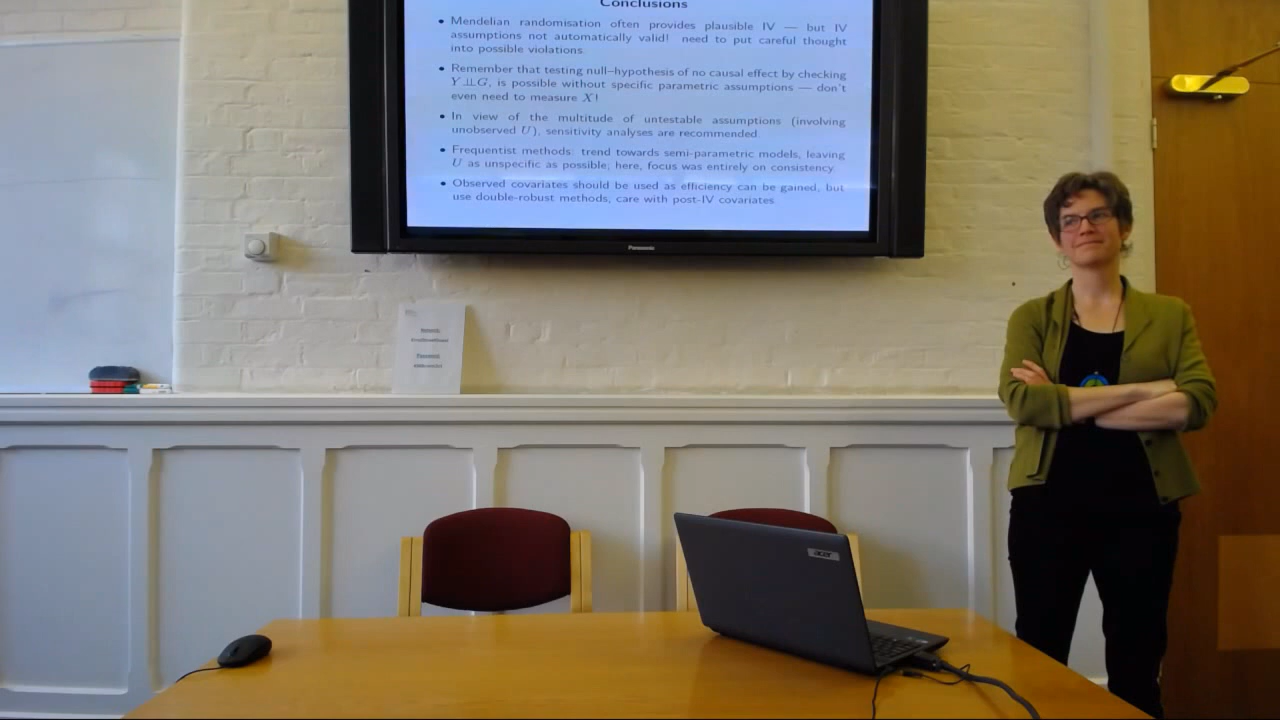 Conclusions
• Mendelian randomisation often provides plausible IV — but IV
assumptions not automatically valid! need to put careful thought
into possible violations.
• Remember that testing null–hypothesis of no causal effect by checking
Y⊥⊥G, is possible without specific parametric assumptions — don't
even need to measure X!
• In view of the multitude of untestable assumptions (involving
unobserved U), sensitivity analyses are recommended.
• Frequentist methods: trend towards semi-parametric models, leaving
U as unspecific as possible; here, focus was entirely on consistency.
• Observed covariates should be used as efficiency can be gained, but
use double-robust methods, care with post-IV covariates.
Panasonic
acer